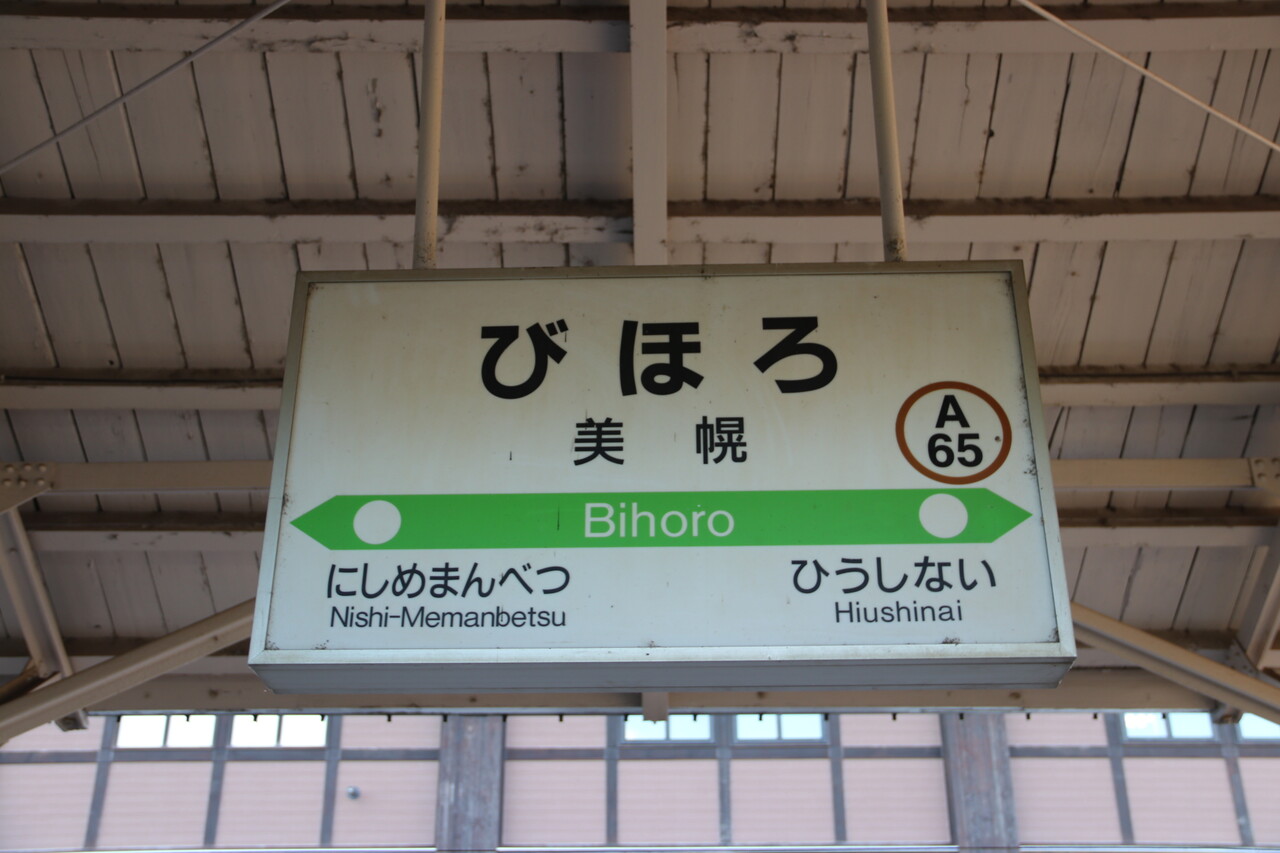 びほろ
美幌
A
65
Bihoro
にしめまんべつ
Nishi-Memanbetsu
ひうしない
Hiushinai